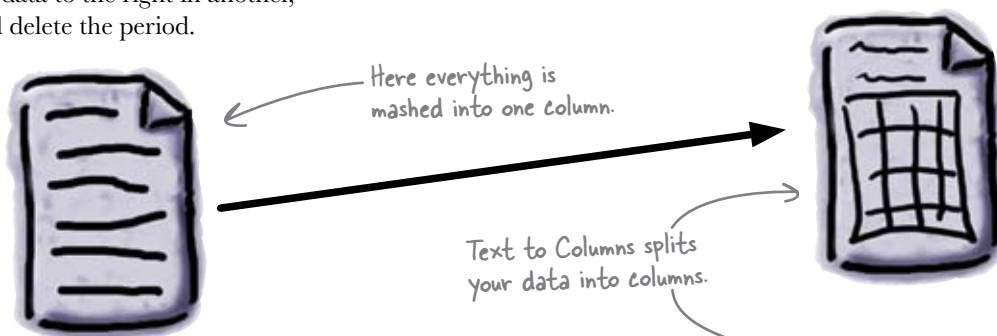 data to the right in another,
delete the period.
Here everything is
mashed into one column.
Text to Columns splits
your data into columns.